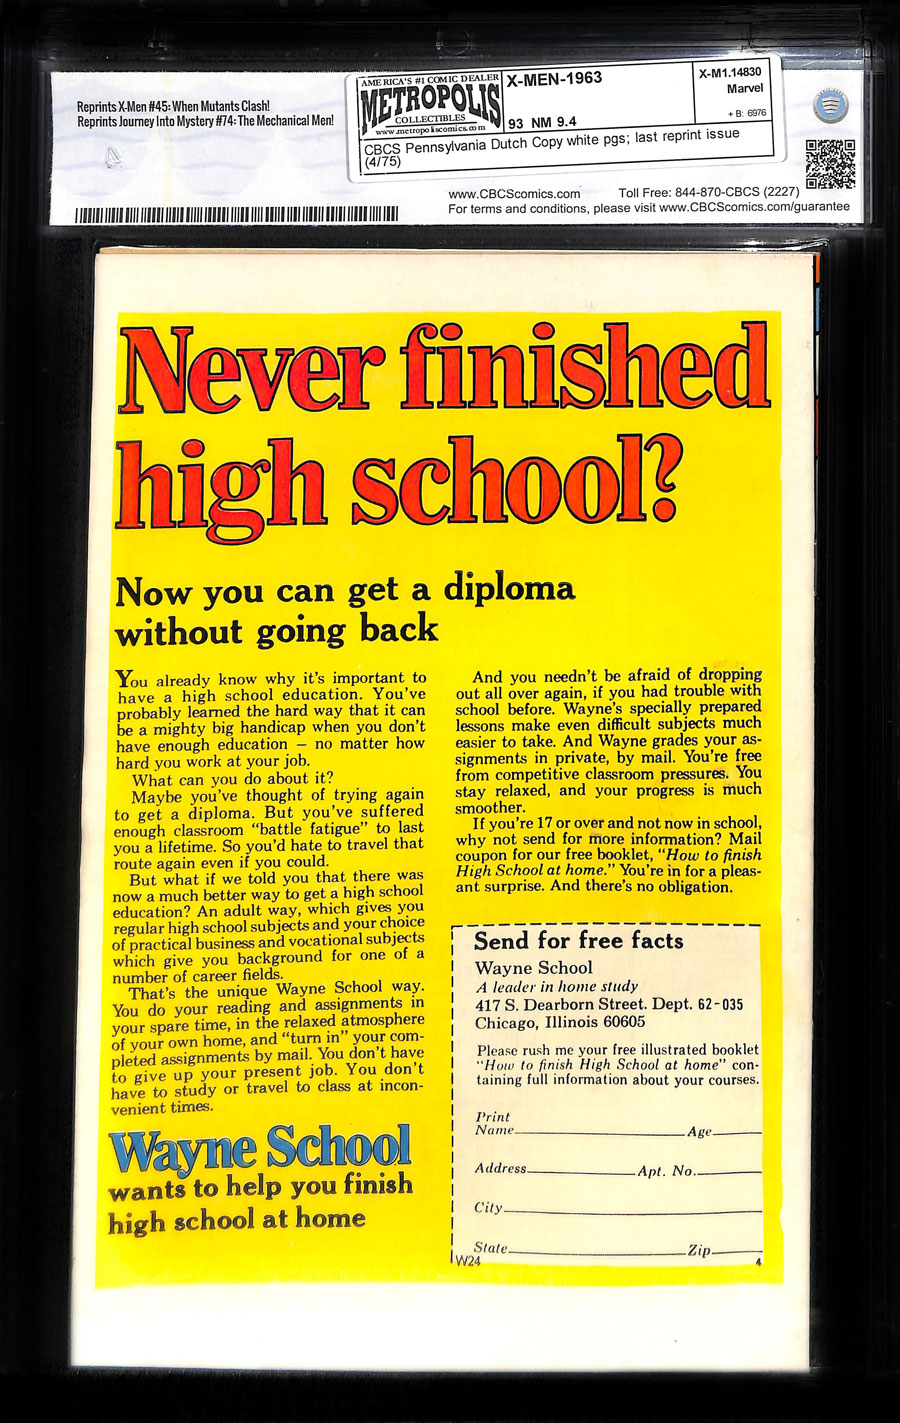 Reprints X-Men #45: When Mutants Clash!
Reprints Journey Into Mystery #74: The Mechanical Men!
AMERICA'S #1 COMIC DEALER
METROPOLIS
COLLECTIBLES
www.metropoliscomics.com
X-MEN-1963
93 NM 9.4
X-M1.14830
Marvel
+ B: 6976
CBCS Pennsylvania Dutch Copy white pgs; last reprint issue
(4/75)
www.CBCScomics.com Toll Free: 844-870-CBCS (2227)
For terms and conditions, please visit www.CBCScomics.com/guarantee
Never finished
high school?
Now you can get a diploma
without going back
You already know why it's important to
have a high school education. You've
probably learned the hard way that it can
be a mighty big handicap when you don't
have enough education – no matter how
hard you work at your job.
What can you do about it?
Maybe you've thought of trying again
to get a diploma. But you've suffered
enough classroom "battle fatigue" to last
you a lifetime. So you'd hate to travel that
route again even if you could.
But what if we told you that there was
now a much better way to get a high school
education? An adult way, which gives you
regular high school subjects and your choice
of practical business and vocational subjects
which give you background for one of a
number of career fields.
That's the unique Wayne School way.
You do your reading and assignments in
your spare time, in the relaxed atmosphere
of your own home, and "turn in" your com-
pleted assignments by mail. You don't have
to give up your present job. You don't
have to study or travel to class at incon-
venient times.
Wayne School
wants to help you finish
high school at home
And you needn't be afraid of dropping
out all over again, if you had trouble with
school before. Wayne's specially prepared
lessons make even difficult subjects much
easier to take. And Wayne grades your as-
signments in private, by mail. You're free
from competitive classroom pressures. You
stay relaxed, and your progress is much
smoother.
If you're 17 or over and not now in school,
why not send for more information? Mail
coupon for our free booklet, "How to finish
High School at home." You're in for a pleas-
ant surprise. And there's no obligation.
Send for free facts
Wayne School
A leader in home study
417 S. Dearborn Street. Dept. 62-035
Chicago, Illinois 60605
Please rush me your free illustrated booklet
"How to finish High School at home" con-
taining full information about your courses.
Print
Name Age
Address Apt. No.
City
State Zip
W24 4